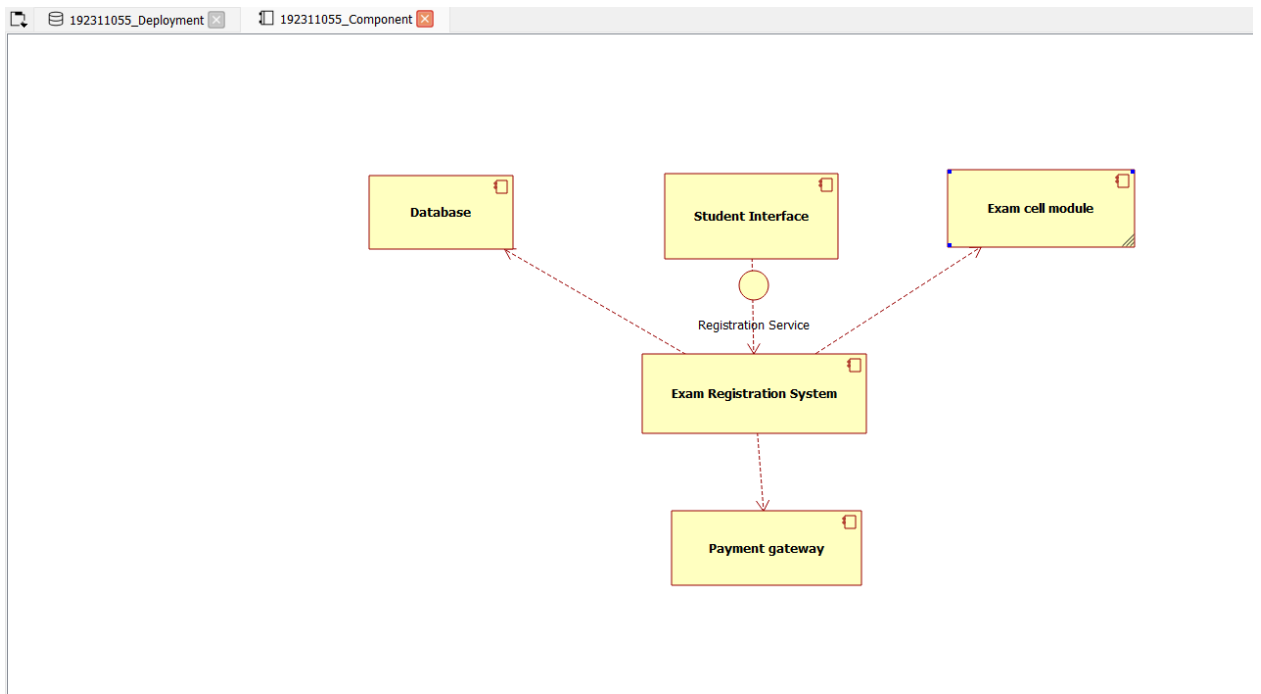 192311055_Deployment
192311055_Component
Database
Student Interface
Exam cell module
Registration Service
Exam Registration System
Payment gateway